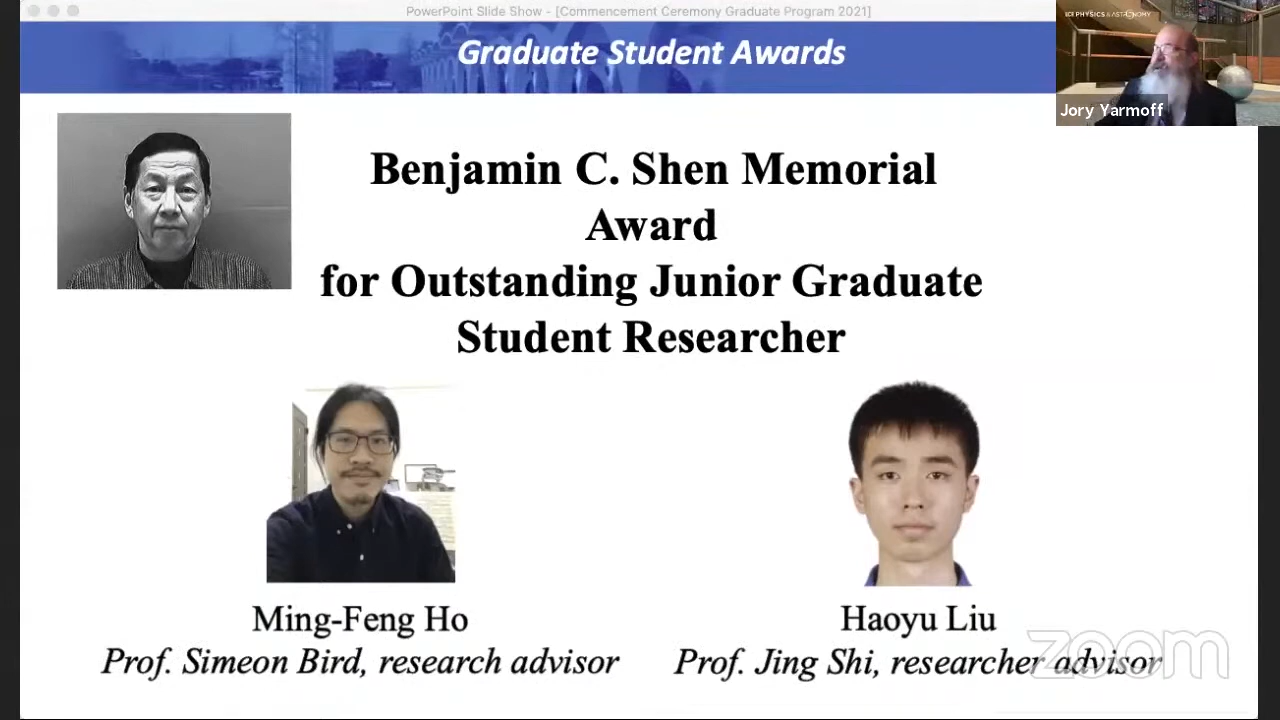 PowerPoint Slide Show - [Commencement Ceremony Graduate Program 2021]
Graduate Student Awards
PHYSICS & ASTRONOMY
Jory Yarmoff
Benjamin C. Shen Memorial
Award
for Outstanding Junior Graduate
Student Researcher
Ming-Feng Ho
Prof. Simeon Bird, research advisor
Haoyu Liu
Prof. Jing Shi, researcher advisor
zoom